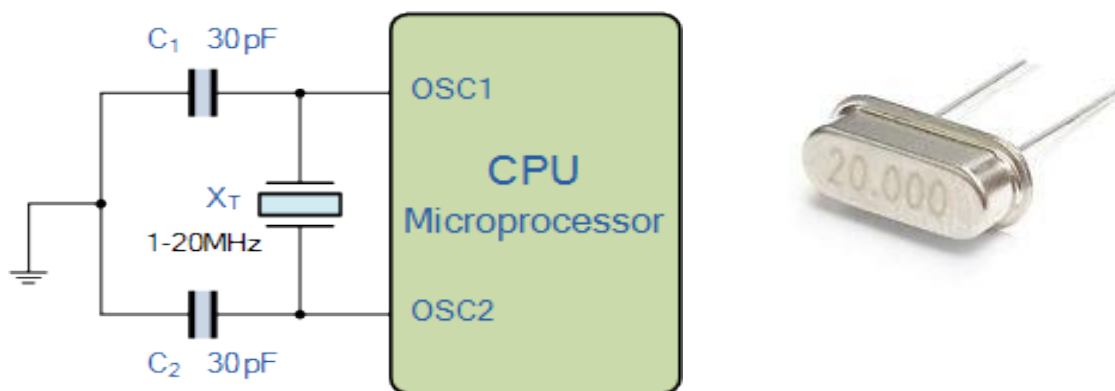 C1 30pF
OSC1
CPU
XT
Microprocessor
1-20MHz
OSC2
C2 30pF
20.000